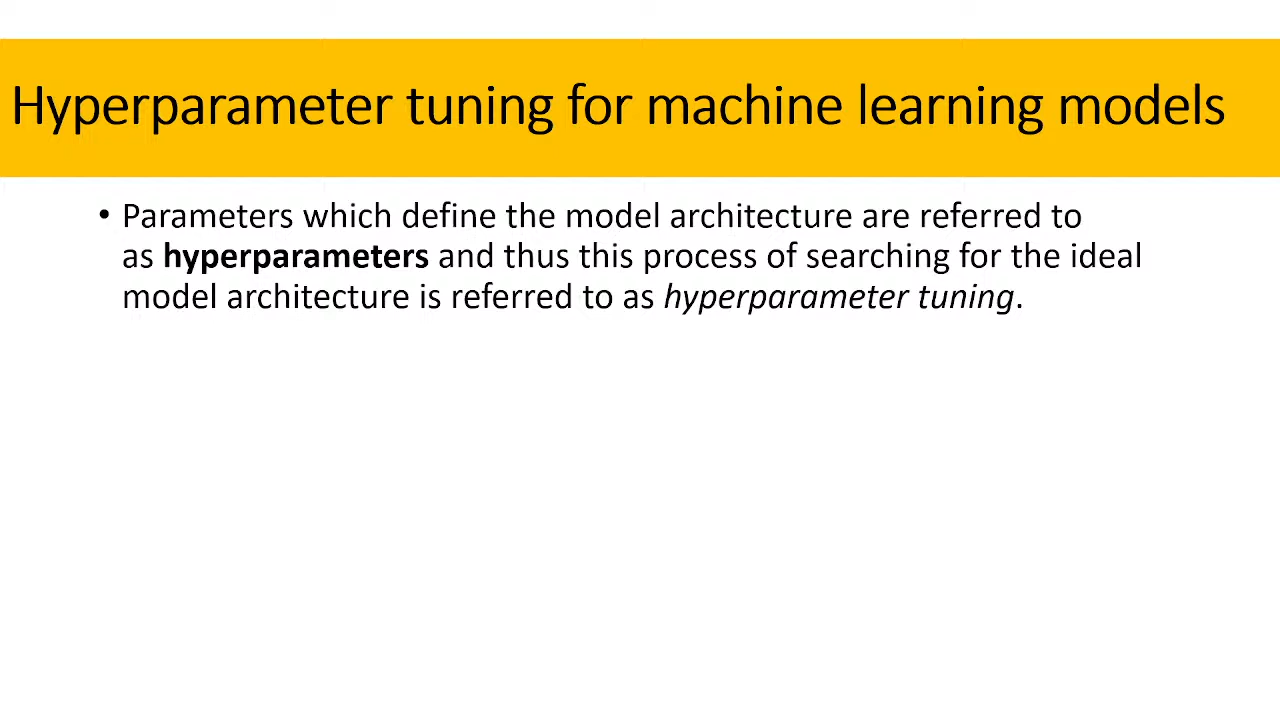 Hyperparameter tuning for machine learning models
• Parameters which define the model architecture are referred to
as hyperparameters and thus this process of searching for the ideal
model architecture is referred to as hyperparameter tuning.